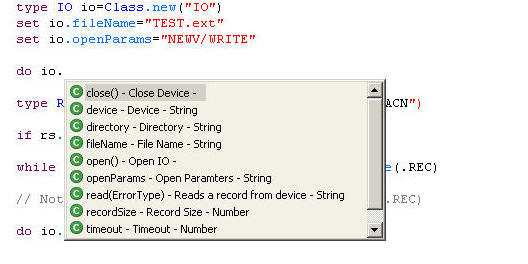 type IO io=Class.new("IO")
set io.fileName="TEST.ext"
set io.openParams="NEWV/WRITE"
do io.
close() - Close Device -
device - Device - String
type R
ACN")
directory - Directory - String
if rs.
fileName - File Name - String
open() - Open IO -
while
(.REC)
openParams - Open Paramters - String
read(ErrorType) - Reads a record from device - String
// Not
.REC)
recordSize - Record Size - Number
do io.
timeout - Timeout - Number